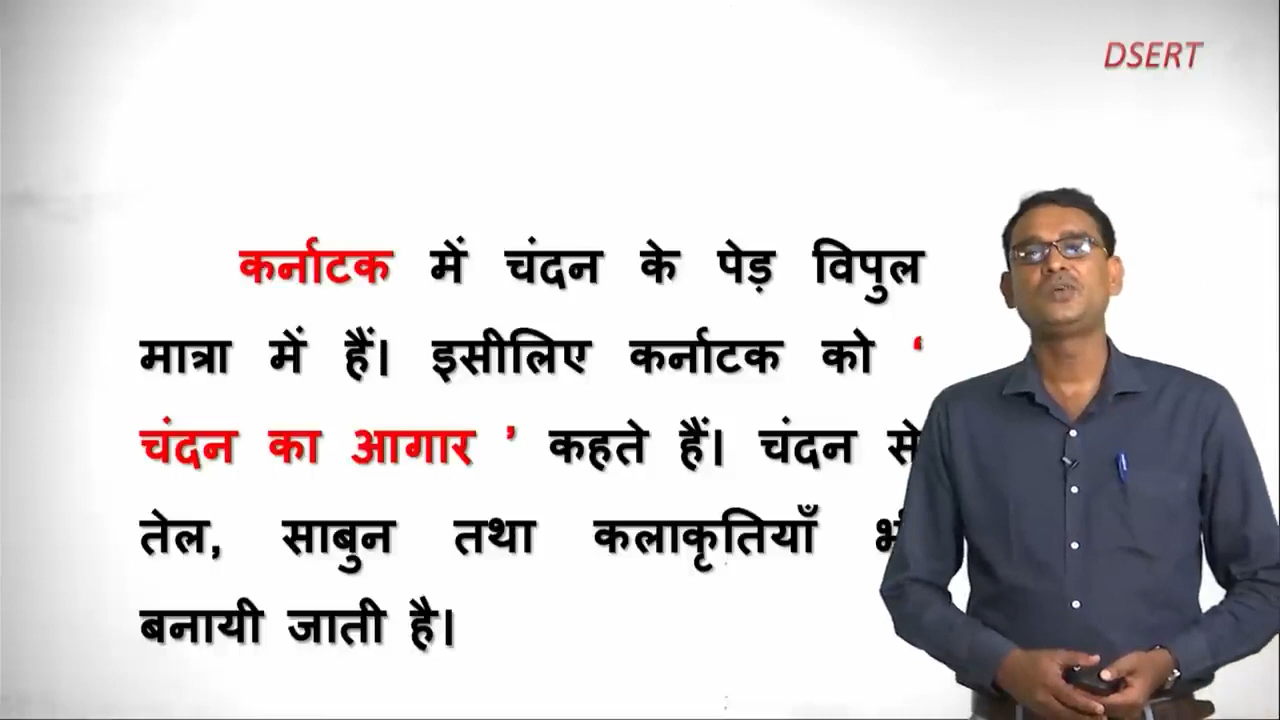 DSERT
कर्नाटक में चंदन के पेड़ विपुल
मात्रा में हैं। इसीलिए कर्नाटक को ‘
चंदन का आगार ’ कहते हैं। चंदन से
तेल, साबुन तथा कलाकृतियाँ
बनायी जाती है।